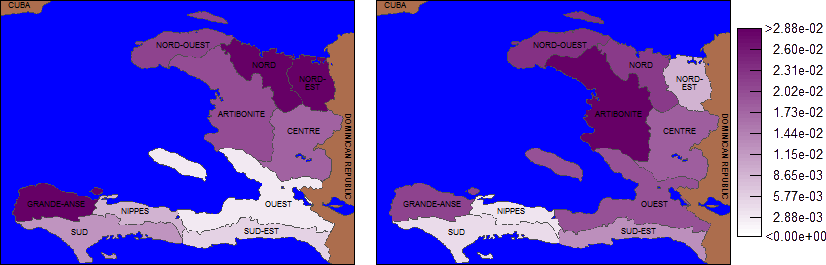 CUBA
NORD-OUEST
NORD
NORD-
EST
ARTIBONITE
CENTRE
DOMINICAN REPUBLIC
GRANDE-ANSE
NIPPES
OUEST
SUD
SUD-EST
CUBA
NORD-OUEST
NORD
NORD-
EST
ARTIBONITE
CENTRE
DOMINICAN REPUBLIC
GRANDE-ANSE
NIPPES
OUEST
SUD
SUD-EST
>2.88e-02
2.60e-02
2.31e-02
2.02e-02
1.73e-02
1.44e-02
1.15e-02
8.65e-03
5.77e-03
2.88e-03
<0.00e+00